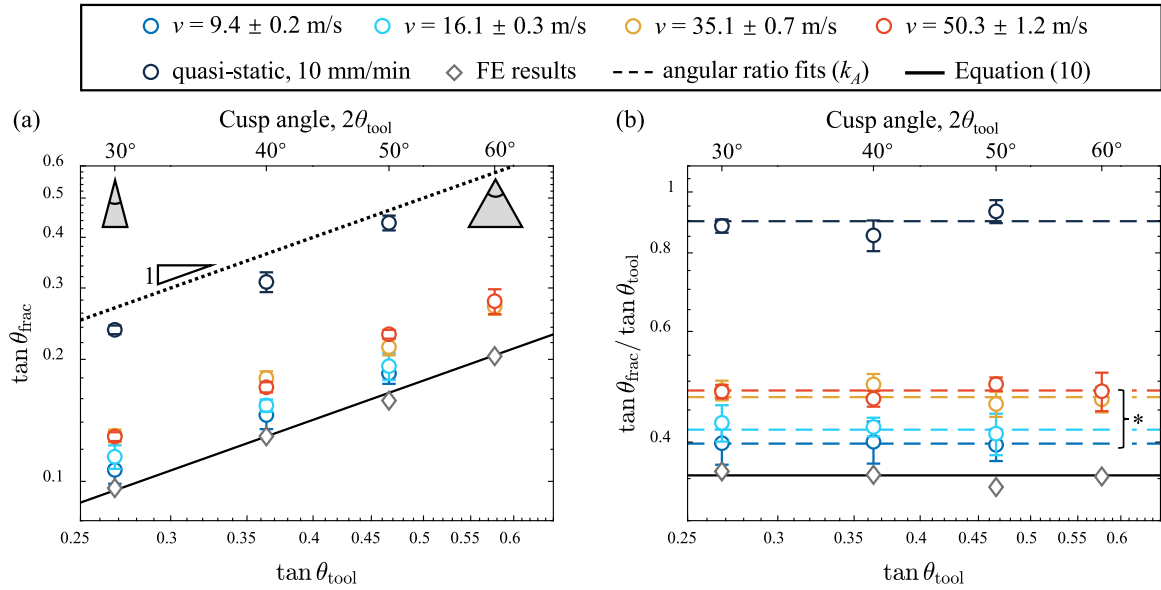 v = 9.4 ± 0.2 m/s v = 16.1 ± 0.3 m/s v = 35.1 ± 0.7 m/s v = 50.3 ± 1.2 m/s
quasi-static, 10 mm/min FE results angular ratio fits (k_A) Equation (10)
(a) Cusp angle, 2θ_tool
30° 40° 50° 60°
0.6
0.5
0.4
0.3
0.2
0.1
1
tan θ_frac
0.25 0.3 0.35 0.4 0.45 0.5 0.55 0.6
tan θ_tool
(b) Cusp angle, 2θ_tool
30° 40° 50° 60°
1
0.8
0.6
0.4
*
tan θ_frac / tan θ_tool
0.25 0.3 0.35 0.4 0.45 0.5 0.55 0.6
tan θ_tool